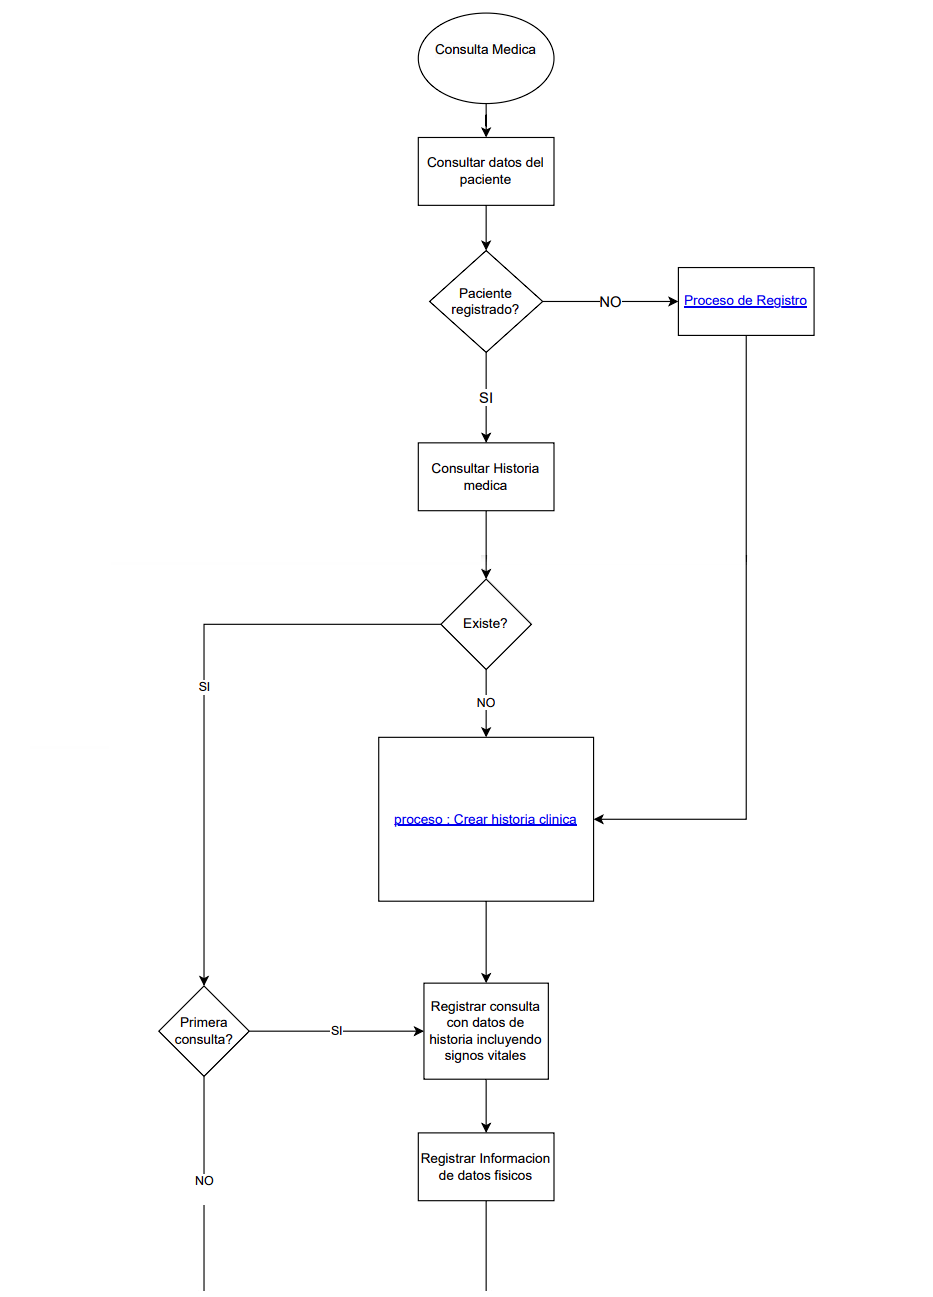 Consulta Medica
Consultar datos del
paciente
Paciente
registrado?
NO
Proceso de Registro
SI
Consultar Historia
medica
Existe?
SI
NO
proceso : Crear historia clinica
Primera
consulta?
SI
Registrar consulta
con datos de
historia incluyendo
signos vitales
Registrar Informacion
de datos fisicos
NO